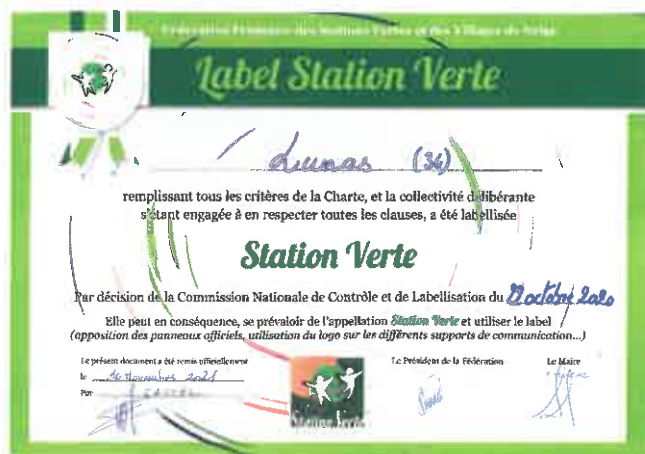 Fédération Française des Stations Vertes et des Villages de Neige
Label Station Verte
Lunas (34)
remplissant tous les critères de la Charte, et la collectivité délibérante
s'étant engagée à en respecter toutes les clauses, a été labellisée
Station Verte
Par décision de la Commission Nationale de Contrôle et de Labellisation du octobre 2020
Elle peut en conséquence, se prévaloir de l'appellation Station Verte et utiliser le label
(apposition des panneaux officiels, utilisation du logo sur les différents supports de communication...)
Le présent document a été remis officiellement
le Novembre 2021
Par
Le Président de la Fédération
Le Maire
Station Verte